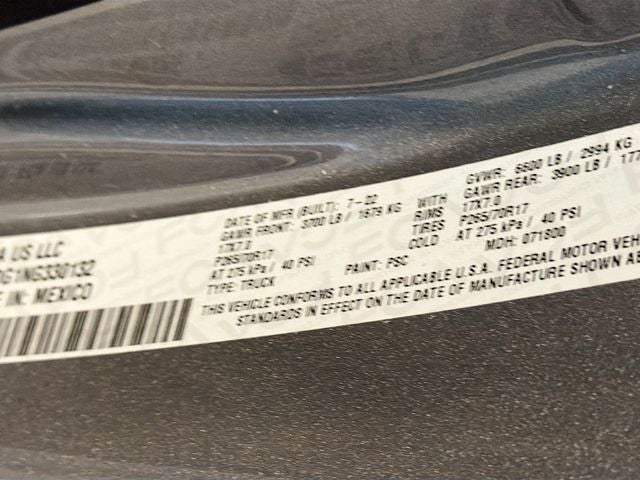 A US LLC
G1NG330132
E IN: MEXICO
DATE OF MFR (BUILT): 7-22 GVWR: 6600 LB / 2994 KG
GAWR FRONT: 3700 LB / 1679 KG WITH GAWR REAR: 3900 LB / 177
17X7.0 RIMS 17X7.0
P265/70R17 TIRES P265/70R17
AT 275 kPa / 40 PSI COLD AT 275 kPa / 40 PSI
TYPE: TRUCK PAINT: PSC MDH: 071800
THIS VEHICLE CONFORMS TO ALL APPLICABLE U.S.A. FEDERAL MOTOR VEH
STANDARDS IN EFFECT ON THE DATE OF MANUFACTURE SHOWN AB